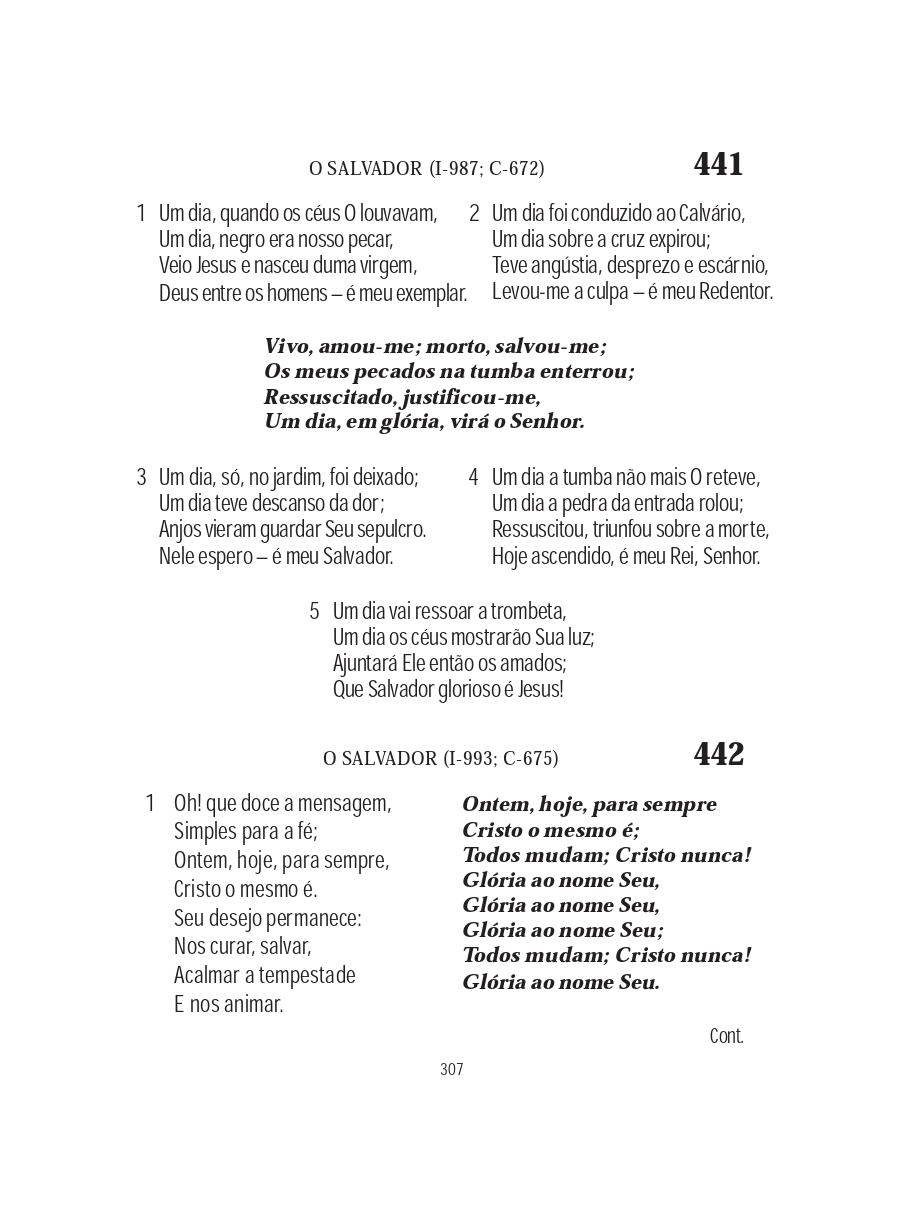 O SALVADOR (I-987; C-672) 441
1 Um dia, quando os céus O louvavam,
Um dia, negro era nosso pecar,
Veio Jesus e nasceu duma virgem,
Deus entre os homens – é meu exemplar.
2 Um dia foi conduzido ao Calvário,
Um dia sobre a cruz expirou;
Teve angústia, desprezo e escárnio,
Levou-me a culpa – é meu Redentor.
Vivo, amou-me; morto, salvou-me;
Os meus pecados na tumba enterrou;
Ressuscitado, justificou-me,
Um dia, em glória, virá o Senhor.
3 Um dia, só, no jardim, foi deixado;
Um dia teve descanso da dor;
Anjos vieram guardar Seu sepulcro.
Nele espero – é meu Salvador.
4 Um dia a tumba não mais O reteve,
Um dia a pedra da entrada rolou;
Ressuscitou, triunfou sobre a morte,
Hoje ascendido, é meu Rei, Senhor.
5 Um dia vai ressoar a trombeta,
Um dia os céus mostrarão Sua luz;
Ajuntará Ele então os amados;
Que Salvador glorioso é Jesus!
O SALVADOR (I-993; C-675) 442
1 Oh! que doce a mensagem,
Simples para a fé;
Ontem, hoje, para sempre,
Cristo o mesmo é.
Seu desejo permanece:
Nos curar, salvar,
Acalmar a tempestade
E nos animar.
Ontem, hoje, para sempre
Cristo o mesmo é;
Todos mudam; Cristo nunca!
Glória ao nome Seu,
Glória ao nome Seu,
Glória ao nome Seu;
Todos mudam; Cristo nunca!
Glória ao nome Seu.
Cont.
307